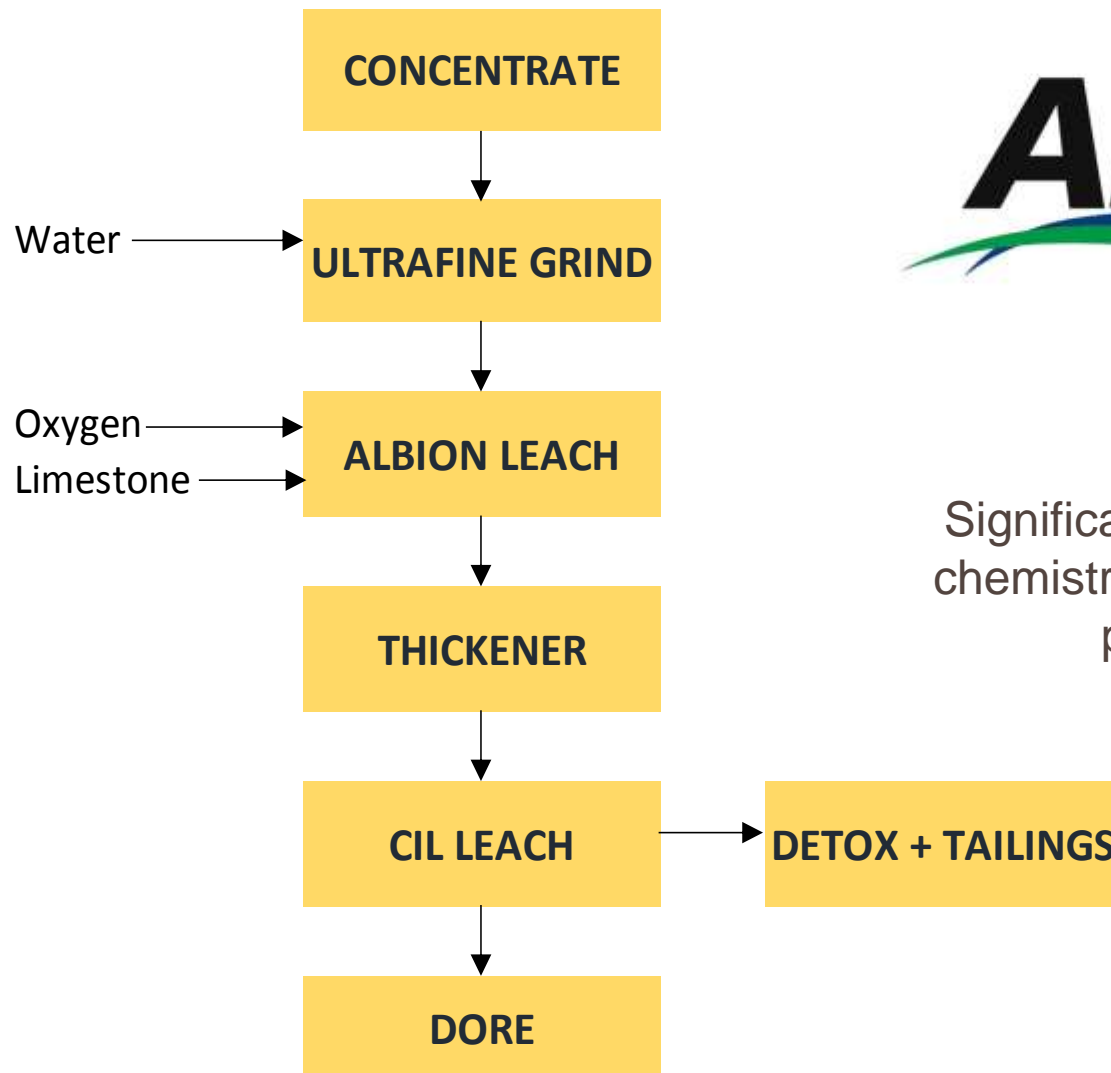 CONCENTRATE
Water
ULTRAFINE GRIND
Oxygen
Limestone
ALBION LEACH
THICKENER
CIL LEACH
DETOX + TAILINGS
DORE
A